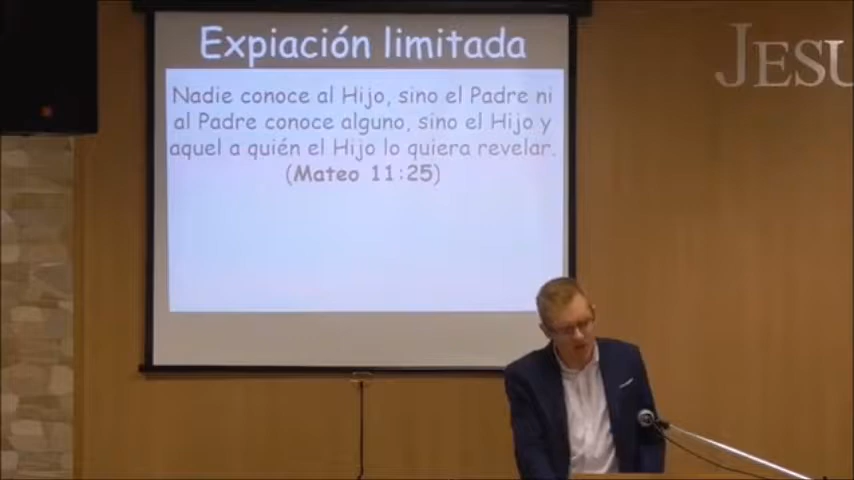 Expiación limitada
Nadie conoce al Hijo, sino el Padre ni
al Padre conoce alguno, sino el Hijo y
aquel a quién el Hijo lo quiera revelar.
(Mateo 11:25)
JESU